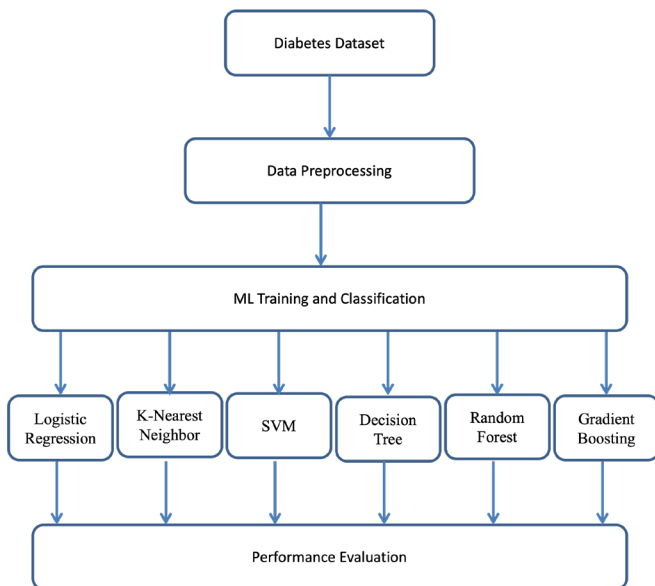 Diabetes Dataset
Data Preprocessing
ML Training and Classification
Logistic
Regression
K-Nearest
Neighbor
SVM
Decision
Tree
Random
Forest
Gradient
Boosting
Performance Evaluation